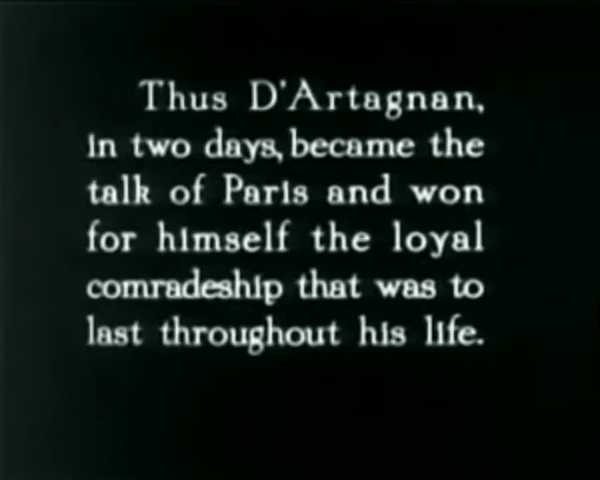 Thus D'Artagnan,
in two days, became the
talk of Paris and won
for himself the loyal
comradeship that was to
last throughout his life.